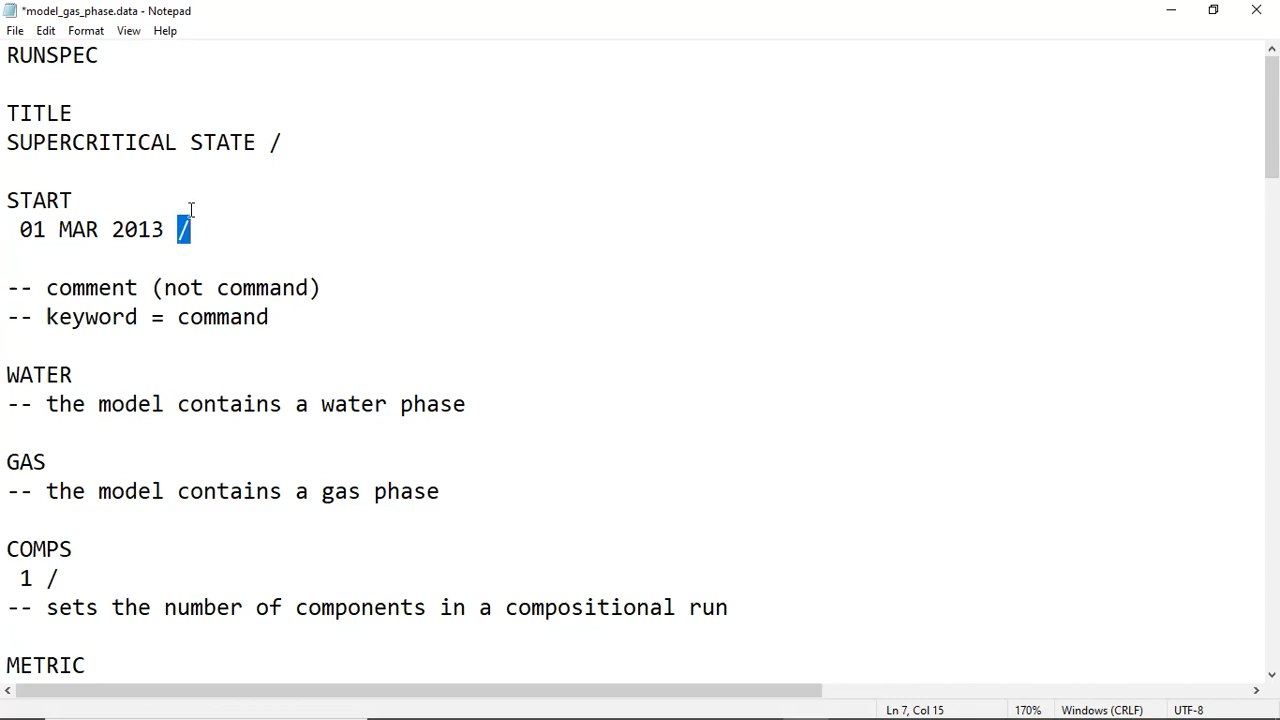 *model_gas_phase.data - Notepad
File Edit Format View Help
RUNSPEC
TITLE
SUPERCRITICAL STATE /
START
01 MAR 2013 /
-- comment (not command)
-- keyword = command
WATER
-- the model contains a water phase
GAS
-- the model contains a gas phase
COMPS
1 /
-- sets the number of components in a compositional run
METRIC
Ln 7, Col 15 170% Windows (CRLF) UTF-8